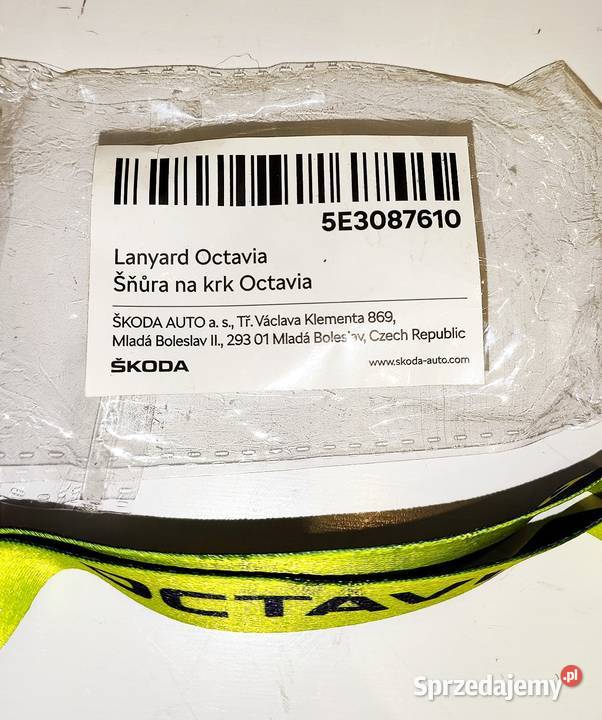 5E3087610
Lanyard Octavia
Šňůra na krk Octavia
ŠKODA AUTO a. s., Tř. Václava Klementa 869,
Mladá Boleslav II., 293 01 Mladá Boleslav, Czech Republic
ŠKODA
www.skoda-auto.com
OCTAV
Sprzedajemy.pl